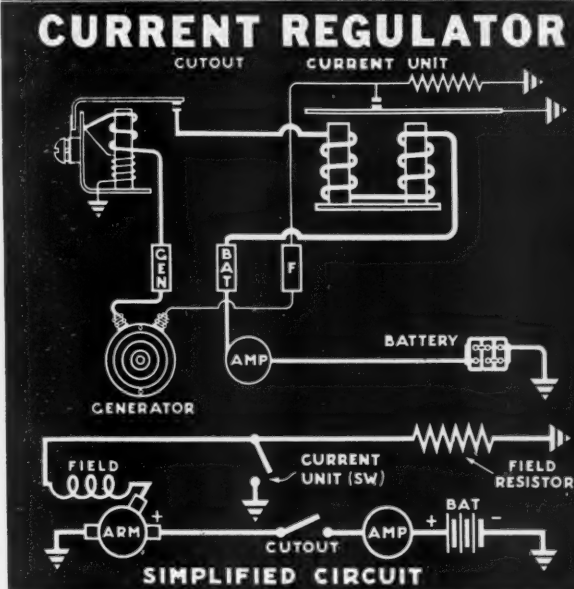 CURRENT REGULATOR
CUTOUT CURRENT UNIT
GEN
BAT
F
AMP
BATTERY
GENERATOR
FIELD
CURRENT
UNIT (SW)
FIELD
RESISTOR
ARM
+
CUTOUT
AMP
+
BAT
-
SIMPLIFIED CIRCUIT